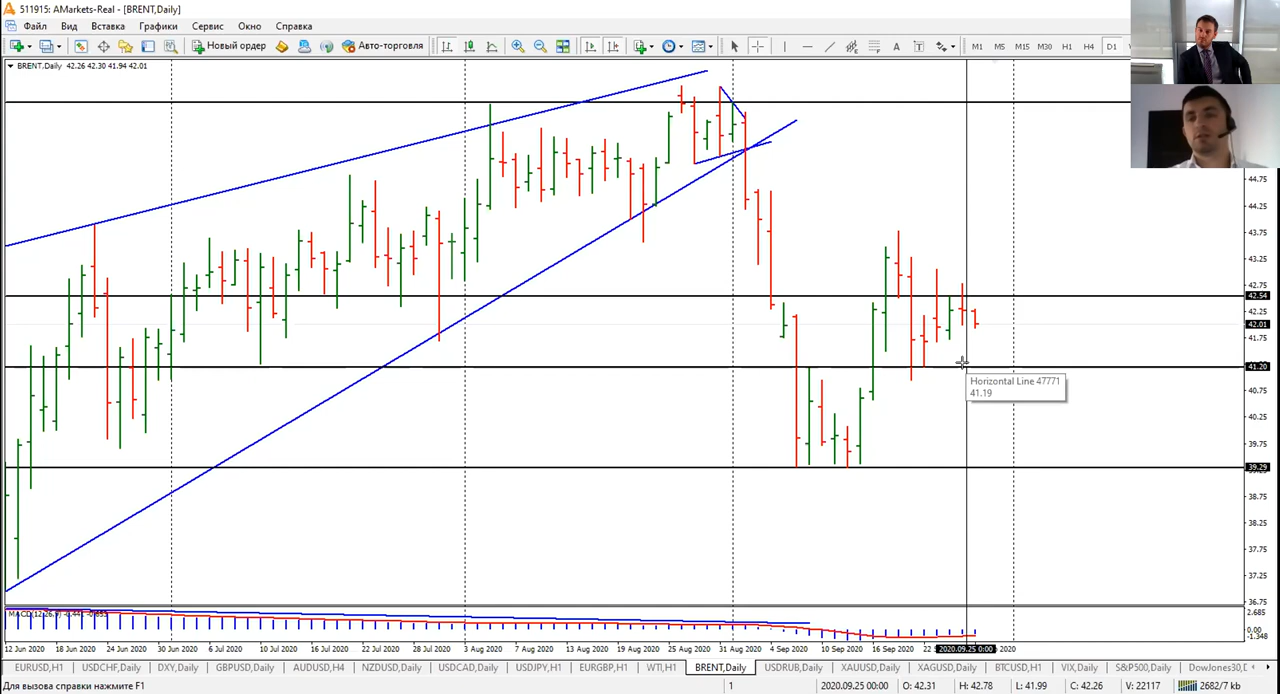 511915: AMarkets-Real - [BRENT,Daily]
Файл Вид Вставка Графики Сервис Окно Справка
Новый ордер Авто-торговля A T M1 M5 M15 M30 H1 H4 D1
BRENT,Daily 42.26 42.30 41.94 42.01
44.75
44.25
43.75
43.25
42.75
42.54
42.25
42.01
41.75
41.20
Horizontal Line 47771
41.19
40.75
40.25
39.75
39.29
38.75
38.25
37.75
37.25
36.75
2.685
0.00
-1.348
12 Jun 2020 18 Jun 2020 24 Jun 2020 30 Jun 2020 6 Jul 2020 10 Jul 2020 16 Jul 2020 22 Jul 2020 28 Jul 2020 3 Aug 2020 7 Aug 2020 13 Aug 2020 19 Aug 2020 25 Aug 2020 31 Aug 2020 4 Sep 2020 10 Sep 2020 16 Sep 2020 22 S 2020.09.25 0:00 2020
EURUSD,H1 USDCHF,Daily DXY,Daily GBPUSD,Daily AUDUSD,H4 NZDUSD,Daily USDCAD,Daily USDJPY,H1 EURGBP,H1 WTI,H1 BRENT,Daily USDRUB,Daily XAUUSD,Daily XAGUSD,Daily BTCUSD,H1 VIX,Daily S&P500,Daily DowJones30,D
Для вызова справки нажмите F1 1 2020.09.25 00:00 O: 42.31 H: 42.78 L: 41.99 C: 42.26 V: 22117 2682/7 kb